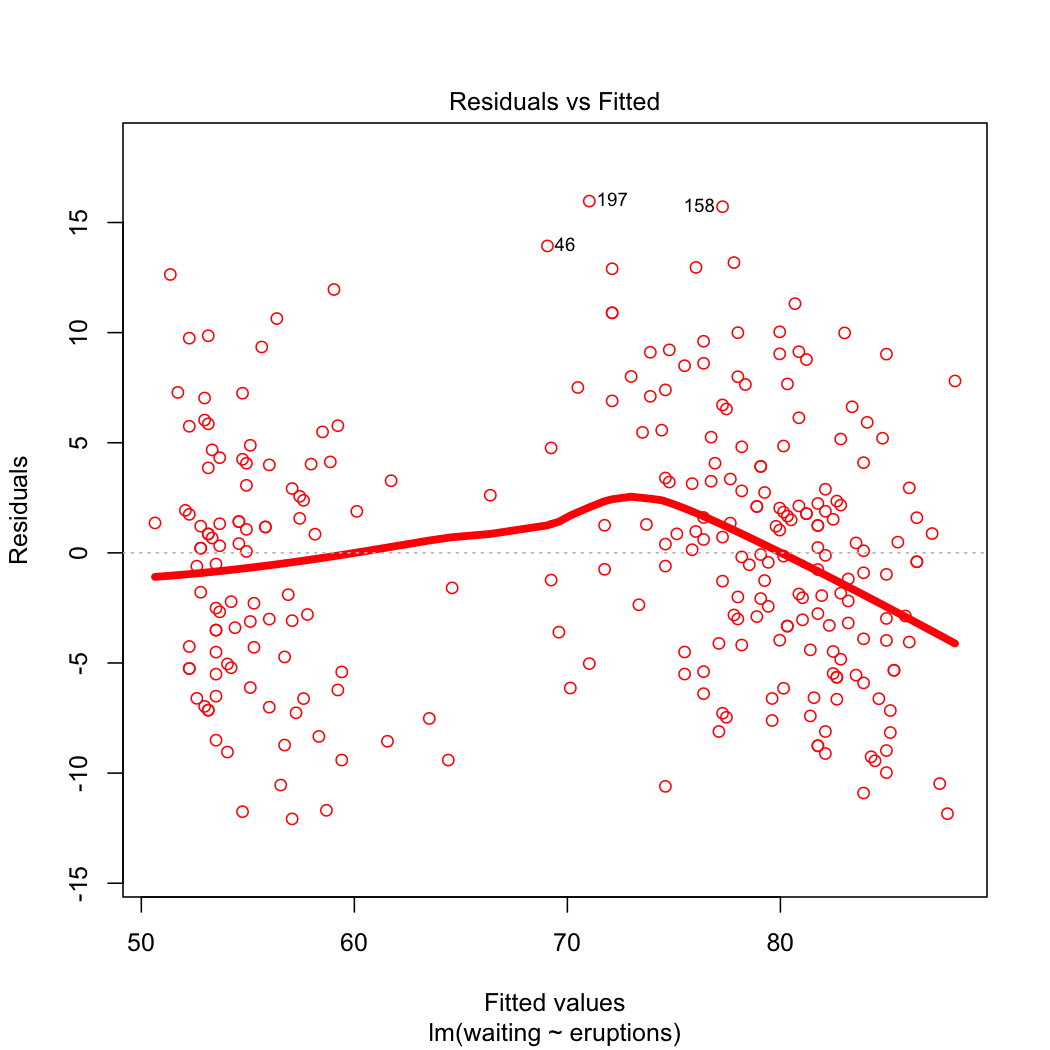 Residuals vs Fitted
197
158
46
15
10
5
0
-5
-10
-15
Residuals
50 60 70 80
Fitted values
lm(waiting ~ eruptions)